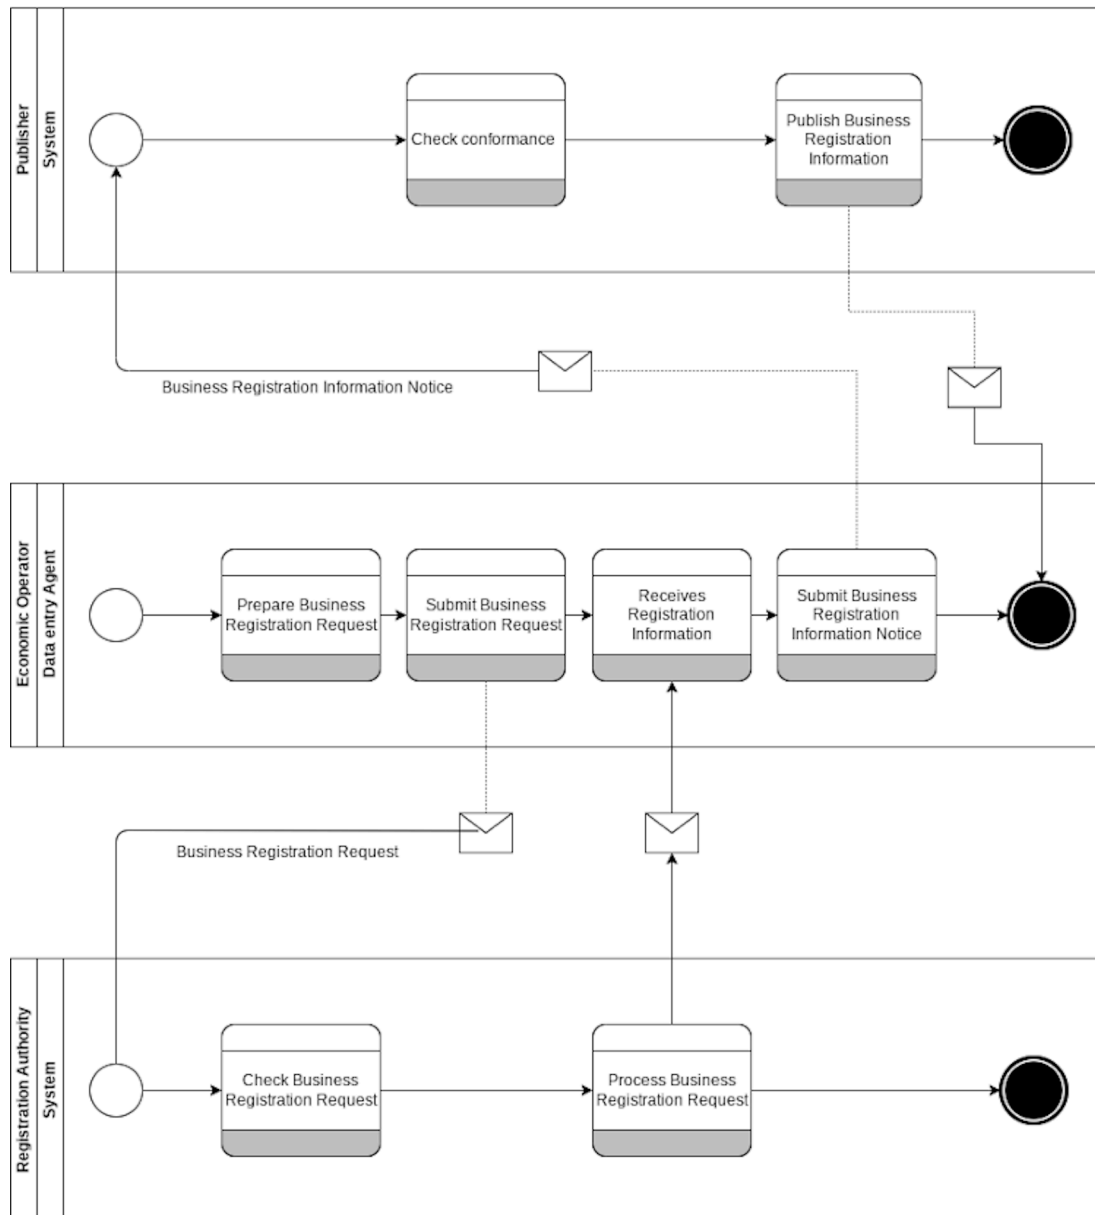 Publisher
System
Check conformance
Publish Business
Registration
Information
Business Registration Information Notice
Economic Operator
Data entry Agent
Prepare Business
Registration Request
Submit Business
Registration Request
Receives
Registration
Information
Submit Business
Registration
Information Notice
Business Registration Request
Registration Authority
System
Check Business
Registration Request
Process Business
Registration Request